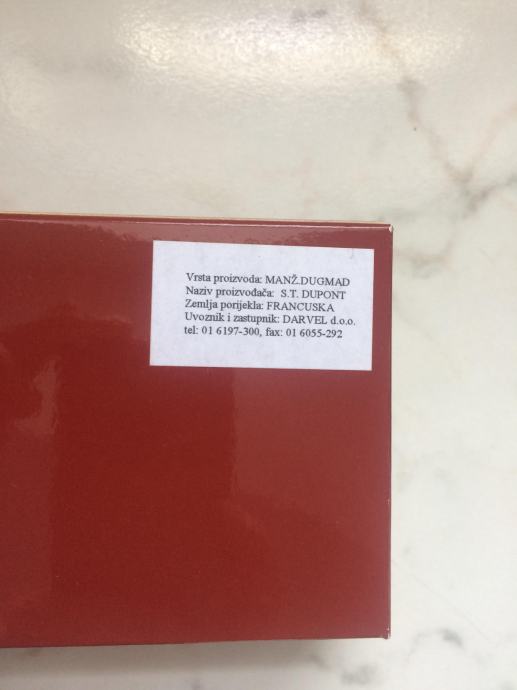 Vrsta proizvoda: MANŽ.DUGMAD
Naziv proizvođača: S.T. DUPONT
Zemlja porijekla: FRANCUSKA
Uvoznik i zastupnik: DARVEL d.o.o.
tel: 01 6197-300, fax: 01 6055-292